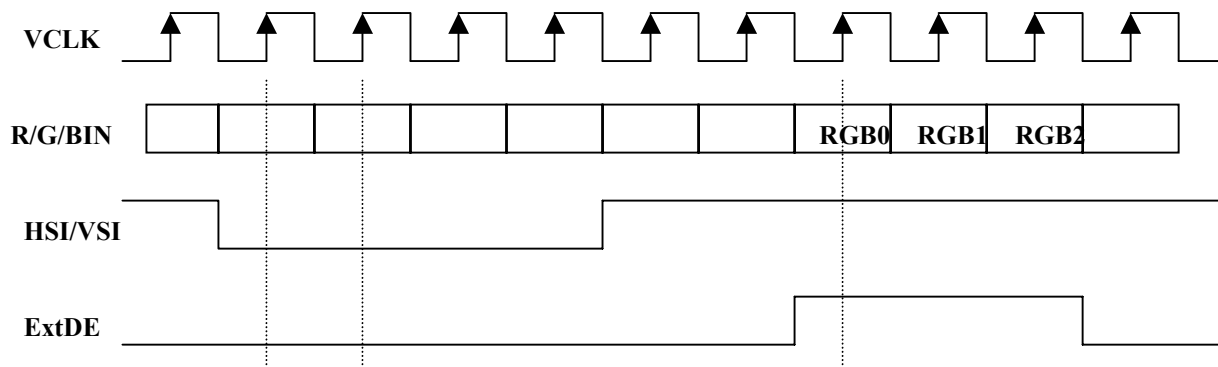 VCLK
R/G/BIN
RGB0 RGB1 RGB2
HSI/VSI
ExtDE